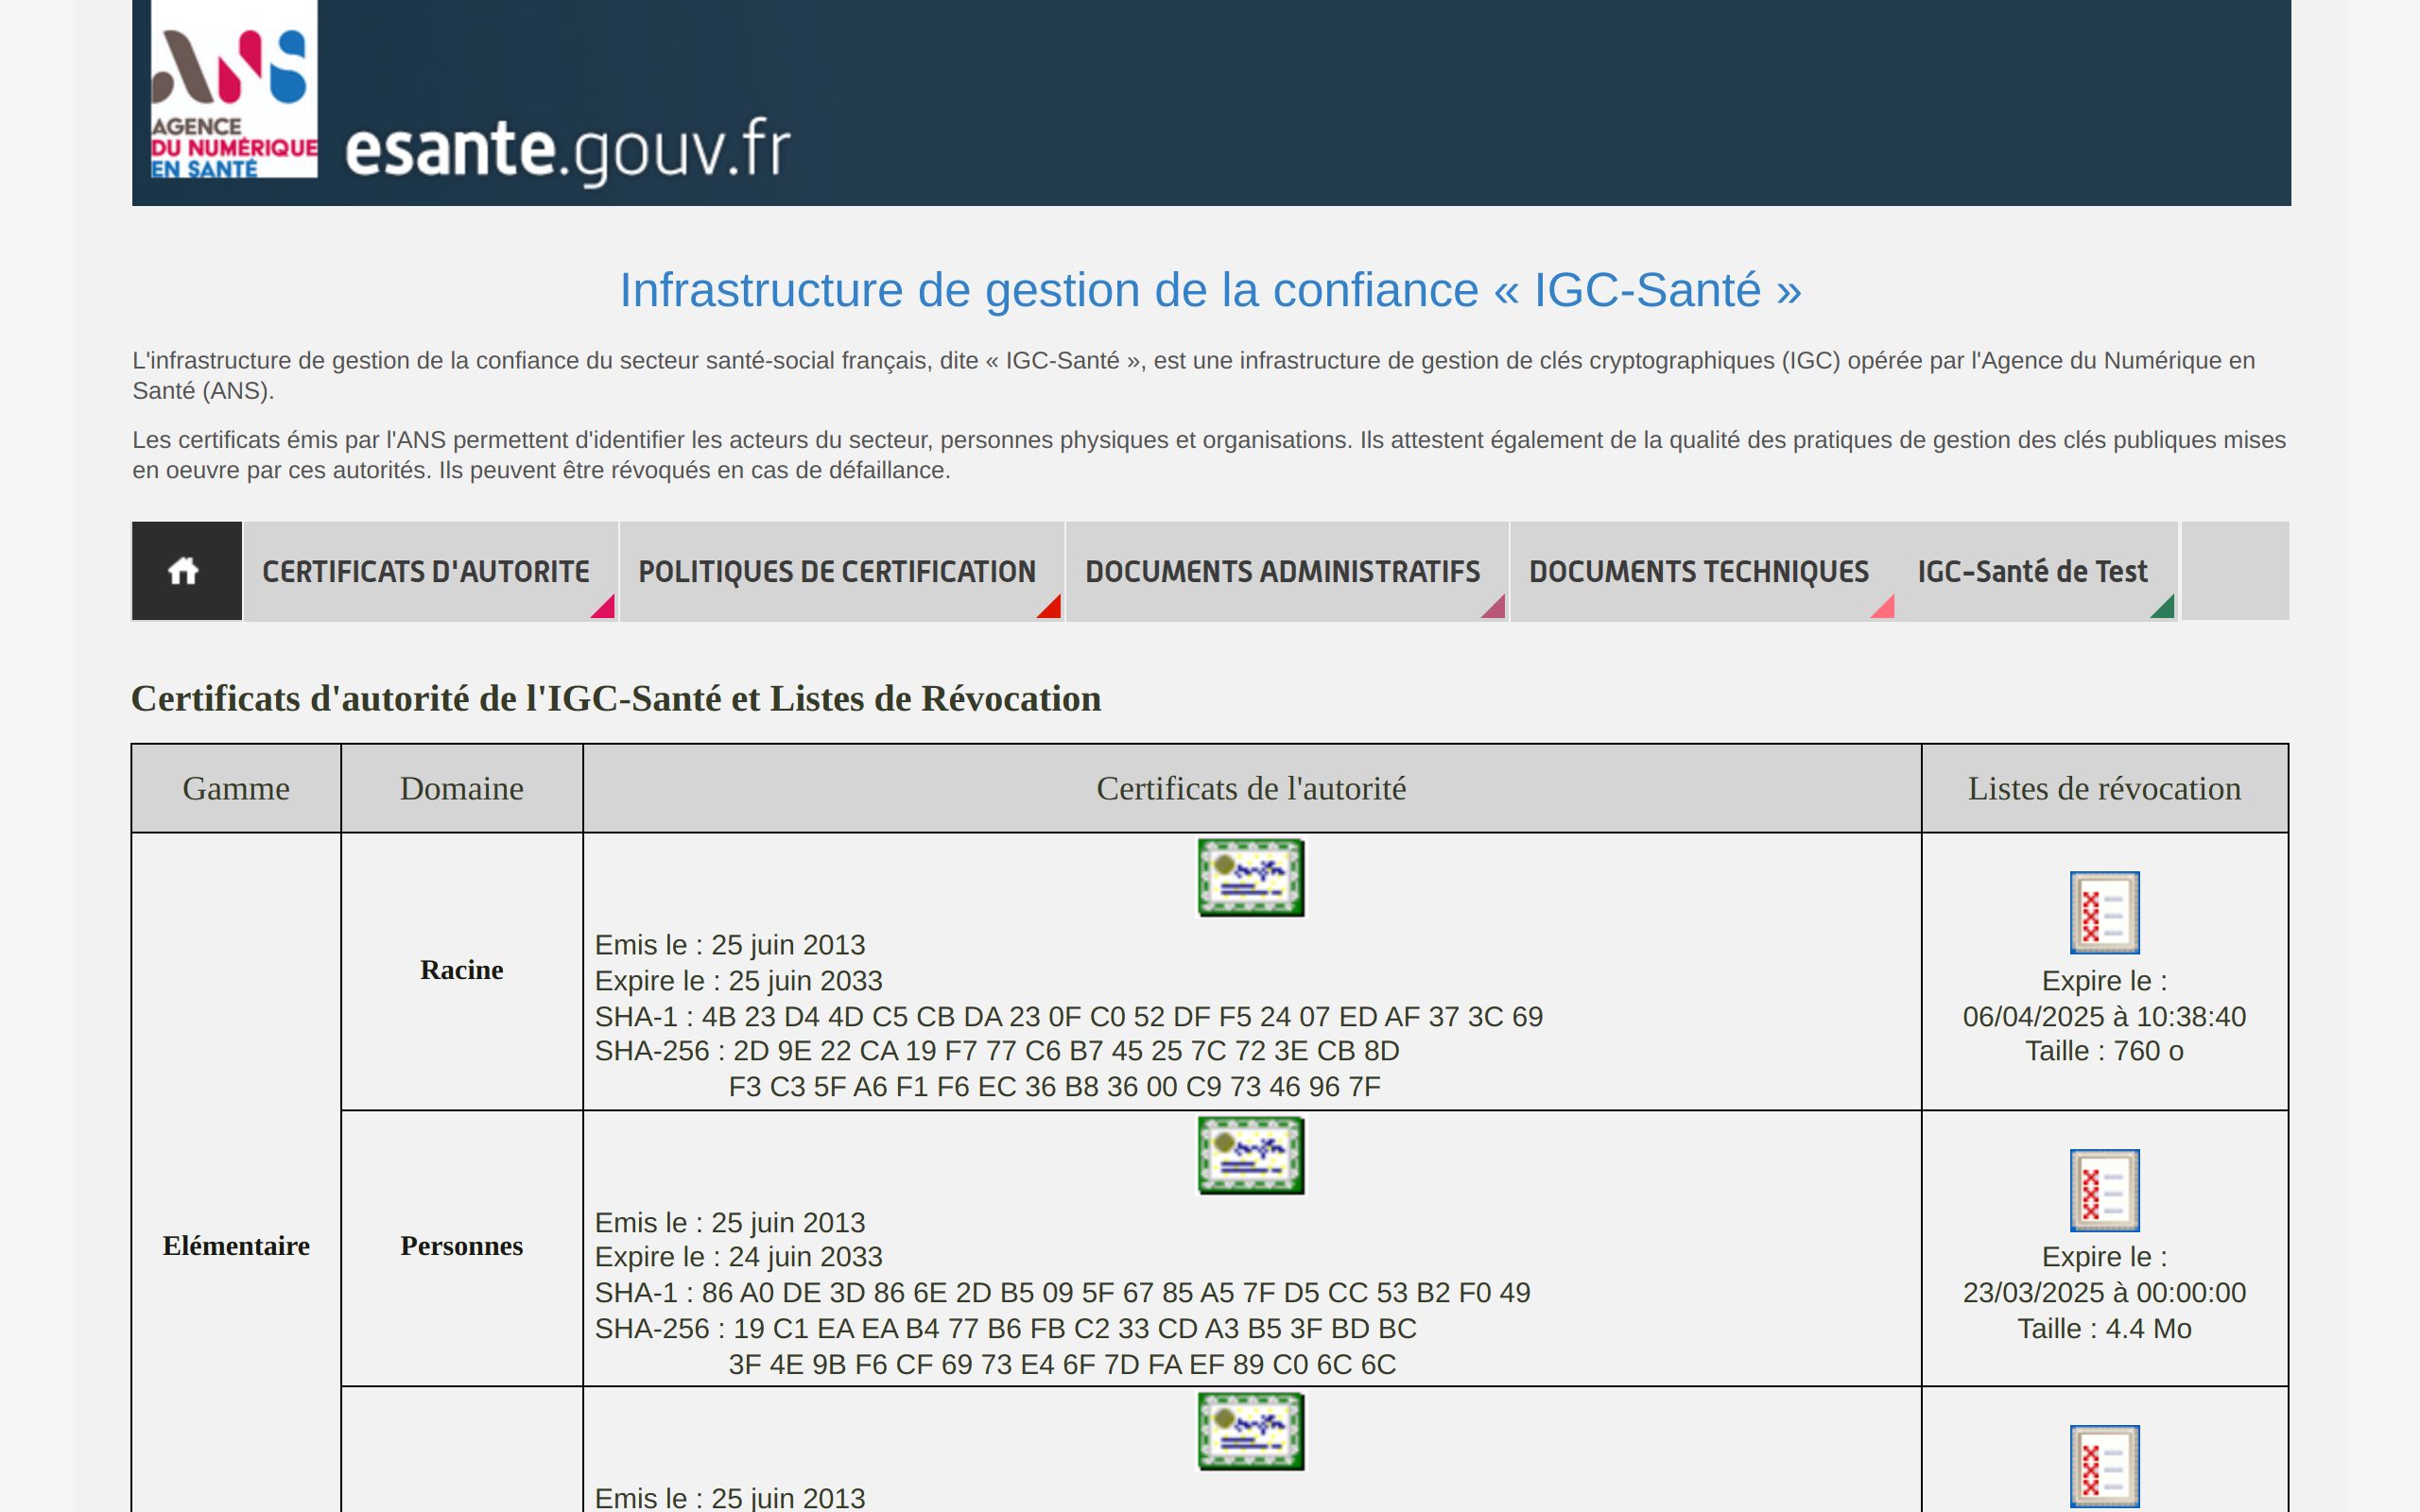 ANS
AGENCE
DU NUMÉRIQUE
EN SANTÉ
esante.gouv.fr
Infrastructure de gestion de la confiance « IGC-Santé »
L'infrastructure de gestion de la confiance du secteur santé-social français, dite « IGC-Santé », est une infrastructure de gestion de clés cryptographiques (IGC) opérée par l'Agence du Numérique en
Santé (ANS).
Les certificats émis par l'ANS permettent d'identifier les acteurs du secteur, personnes physiques et organisations. Ils attestent également de la qualité des pratiques de gestion des clés publiques mises
en oeuvre par ces autorités. Ils peuvent être révoqués en cas de défaillance.
CERTIFICATS D'AUTORITE POLITIQUES DE CERTIFICATION DOCUMENTS ADMINISTRATIFS DOCUMENTS TECHNIQUES IGC-Santé de Test
Certificats d'autorité de l'IGC-Santé et Listes de Révocation
Gamme Domaine Certificats de l'autorité Listes de révocation
Elémentaire
Racine
Emis le : 25 juin 2013
Expire le : 25 juin 2033
SHA-1 : 4B 23 D4 4D C5 CB DA 23 0F C0 52 DF F5 24 07 ED AF 37 3C 69
SHA-256 : 2D 9E 22 CA 19 F7 77 C6 B7 45 25 7C 72 3E CB 8D
F3 C3 5F A6 F1 F6 EC 36 B8 36 00 C9 73 46 96 7F
Expire le :
06/04/2025 à 10:38:40
Taille : 760 o
Personnes
Emis le : 25 juin 2013
Expire le : 24 juin 2033
SHA-1 : 86 A0 DE 3D 86 6E 2D B5 09 5F 67 85 A5 7F D5 CC 53 B2 F0 49
SHA-256 : 19 C1 EA EA B4 77 B6 FB C2 33 CD A3 B5 3F BD BC
3F 4E 9B F6 CF 69 73 E4 6F 7D FA EF 89 C0 6C 6C
Expire le :
23/03/2025 à 00:00:00
Taille : 4.4 Mo
Emis le : 25 juin 2013